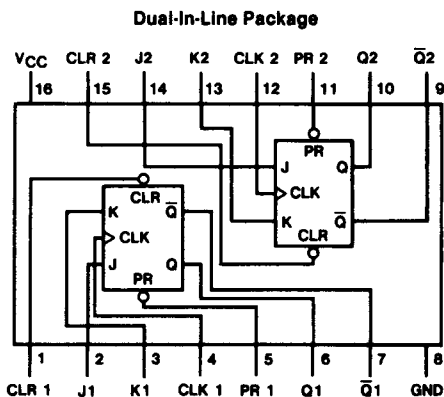 Dual-In-Line Package
VCC CLR 2 J2 K2 CLK 2 PR 2 Q2 Q̅2
16 15 14 13 12 11 10 9
PR
J Q
CLK
K Q̅
CLR
CLR
K Q̅
CLK
J Q
PR
1 2 3 4 5 6 7 8
CLR 1 J1 K1 CLK 1 PR 1 Q1 Q̅1 GND